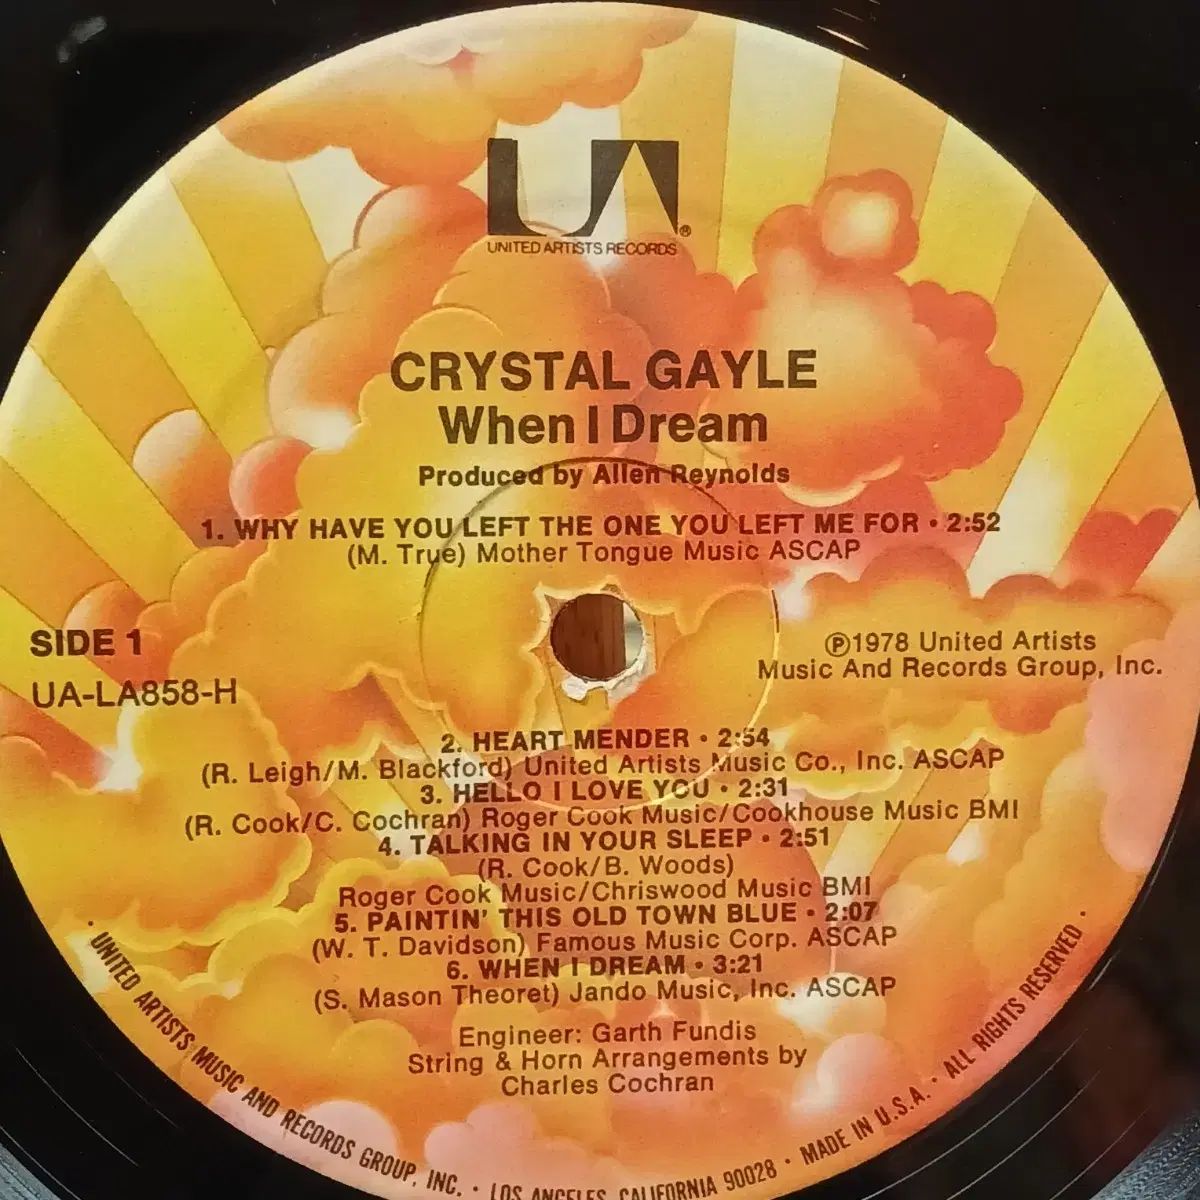 UA®
UNITED ARTISTS RECORDS
CRYSTAL GAYLE
When I Dream
Produced by Allen Reynolds
1. WHY HAVE YOU LEFT THE ONE YOU LEFT ME FOR • 2:52
(M. True) Mother Tongue Music ASCAP
SIDE 1
UA-LA858-H
℗1978 United Artists
Music And Records Group, Inc.
2. HEART MENDER • 2:54
(R. Leigh/M. Blackford) United Artists Music Co., Inc. ASCAP
3. HELLO I LOVE YOU • 2:31
(R. Cook/C. Cochran) Roger Cook Music/Cookhouse Music BMI
4. TALKING IN YOUR SLEEP • 2:51
(R. Cook/B. Woods)
Roger Cook Music/Chriswood Music BMI
5. PAINTIN' THIS OLD TOWN BLUE • 2:07
(W. T. Davidson) Famous Music Corp. ASCAP
6. WHEN I DREAM • 3:21
(S. Mason Theoret) Jando Music, Inc. ASCAP
Engineer: Garth Fundis
String & Horn Arrangements by
Charles Cochran
• UNITED ARTISTS MUSIC AND RECORDS GROUP, INC. • LOS ANGELES, CALIFORNIA 90028 • MADE IN U.S.A. • ALL RIGHTS RESERVED •